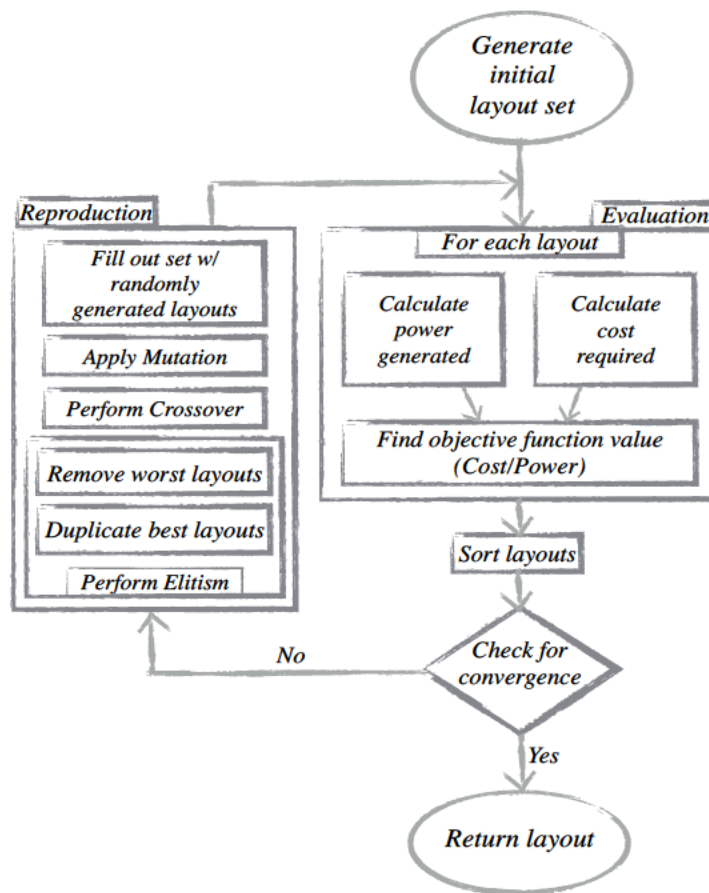 Generate
initial
layout set
Reproduction
Fill out set w/
randomly
generated layouts
Apply Mutation
Perform Crossover
Remove worst layouts
Duplicate best layouts
Perform Elitism
Evaluation
For each layout
Calculate
power
generated
Calculate
cost
required
Find objective function value
(Cost/Power)
Sort layouts
Check for
convergence
No
Yes
Return layout